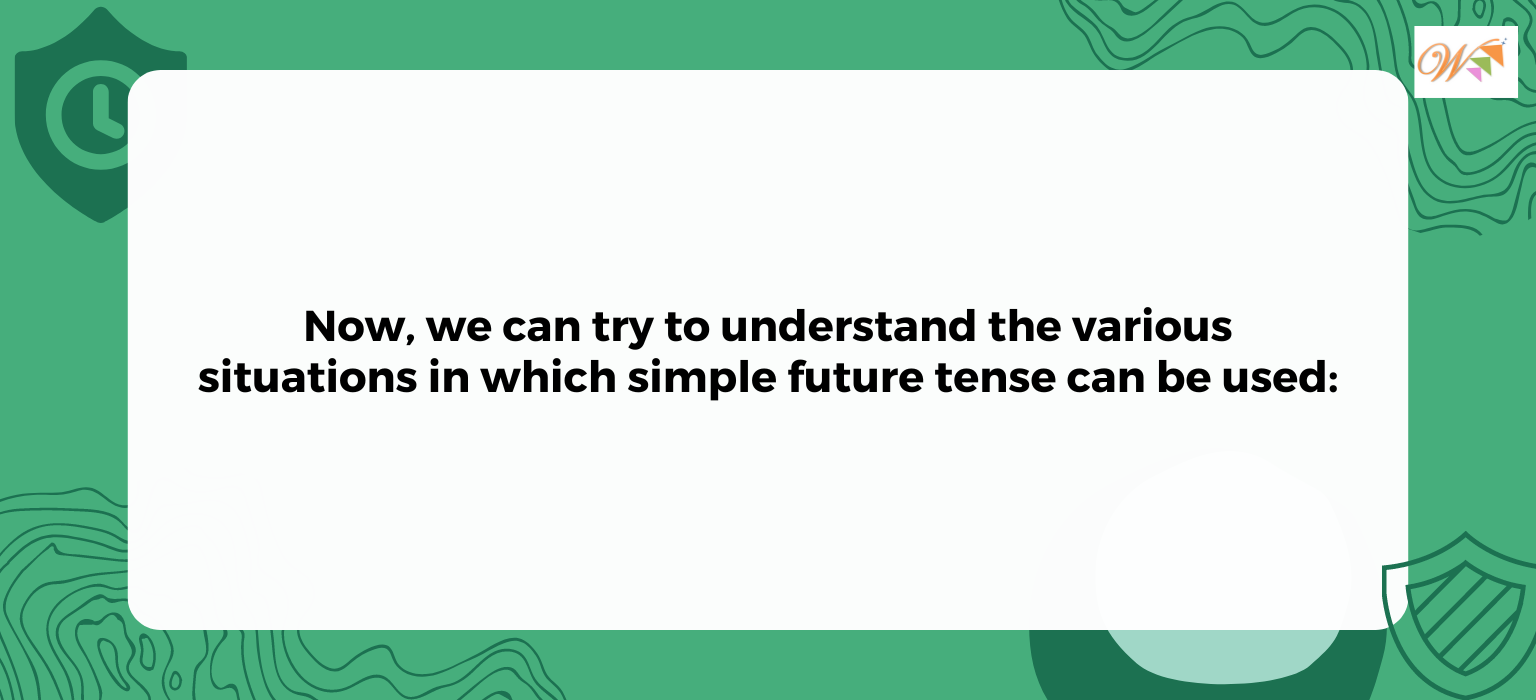 W
Now, we can try to understand the various
situations in which simple future tense can be used: